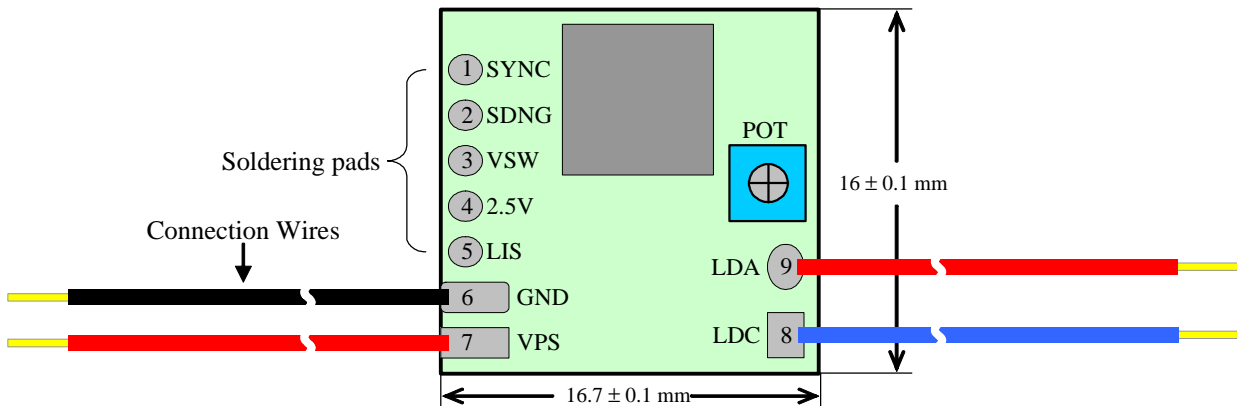 1 SYNC
2 SDNG
3 VSW
4 2.5V
5 LIS
6 GND
7 VPS
Soldering pads
Connection Wires
POT
LDA 9
LDC 8
16 ± 0.1 mm
16.7 ± 0.1 mm